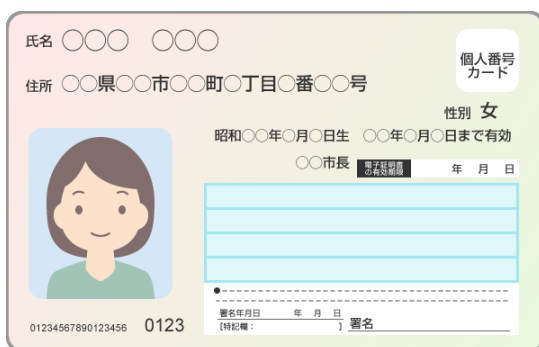 氏名 ○○○ ○○○
個人番号
カード
住所 ○○県○○市○○町○丁目○番○○号
性別 女
昭和○○年○月○日生 ○○年○月○日まで有効
○○市長 電子証明書
の有効期限 年 月 日
署名年月日 年 月 日
[特記欄: ] 署名
01234567890123456 0123